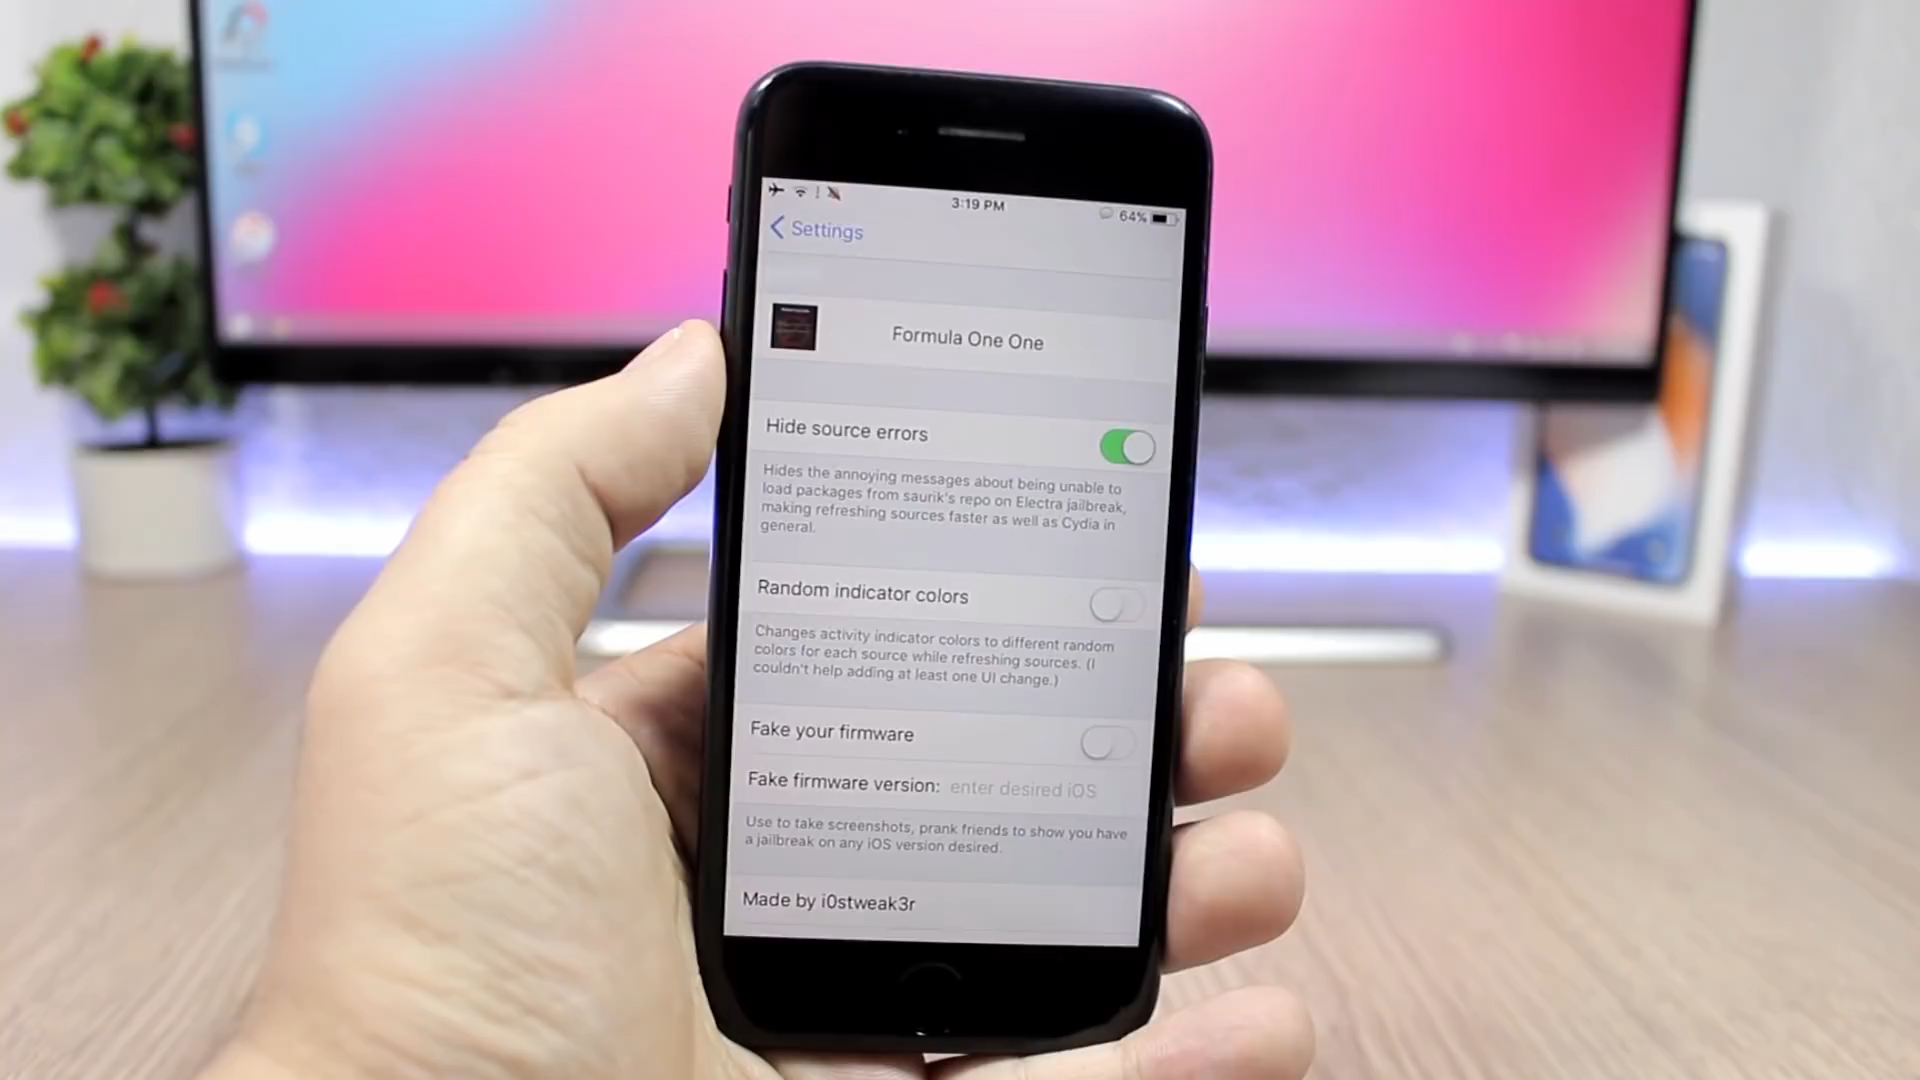 3:19 PM
64%
Settings
Formula One One
Hide source errors
Hides the annoying messages about being unable to
load packages from saurik's repo on Electra jailbreak,
making refreshing sources faster as well as Cydia in
general.
Random indicator colors
Changes activity indicator colors to different random
colors for each source while refreshing sources. (I
couldn't help adding at least one UI change.)
Fake your firmware
Fake firmware version: enter desired iOS
Use to take screenshots, prank friends to show you have
a jailbreak on any iOS version desired.
Made by i0stweak3r